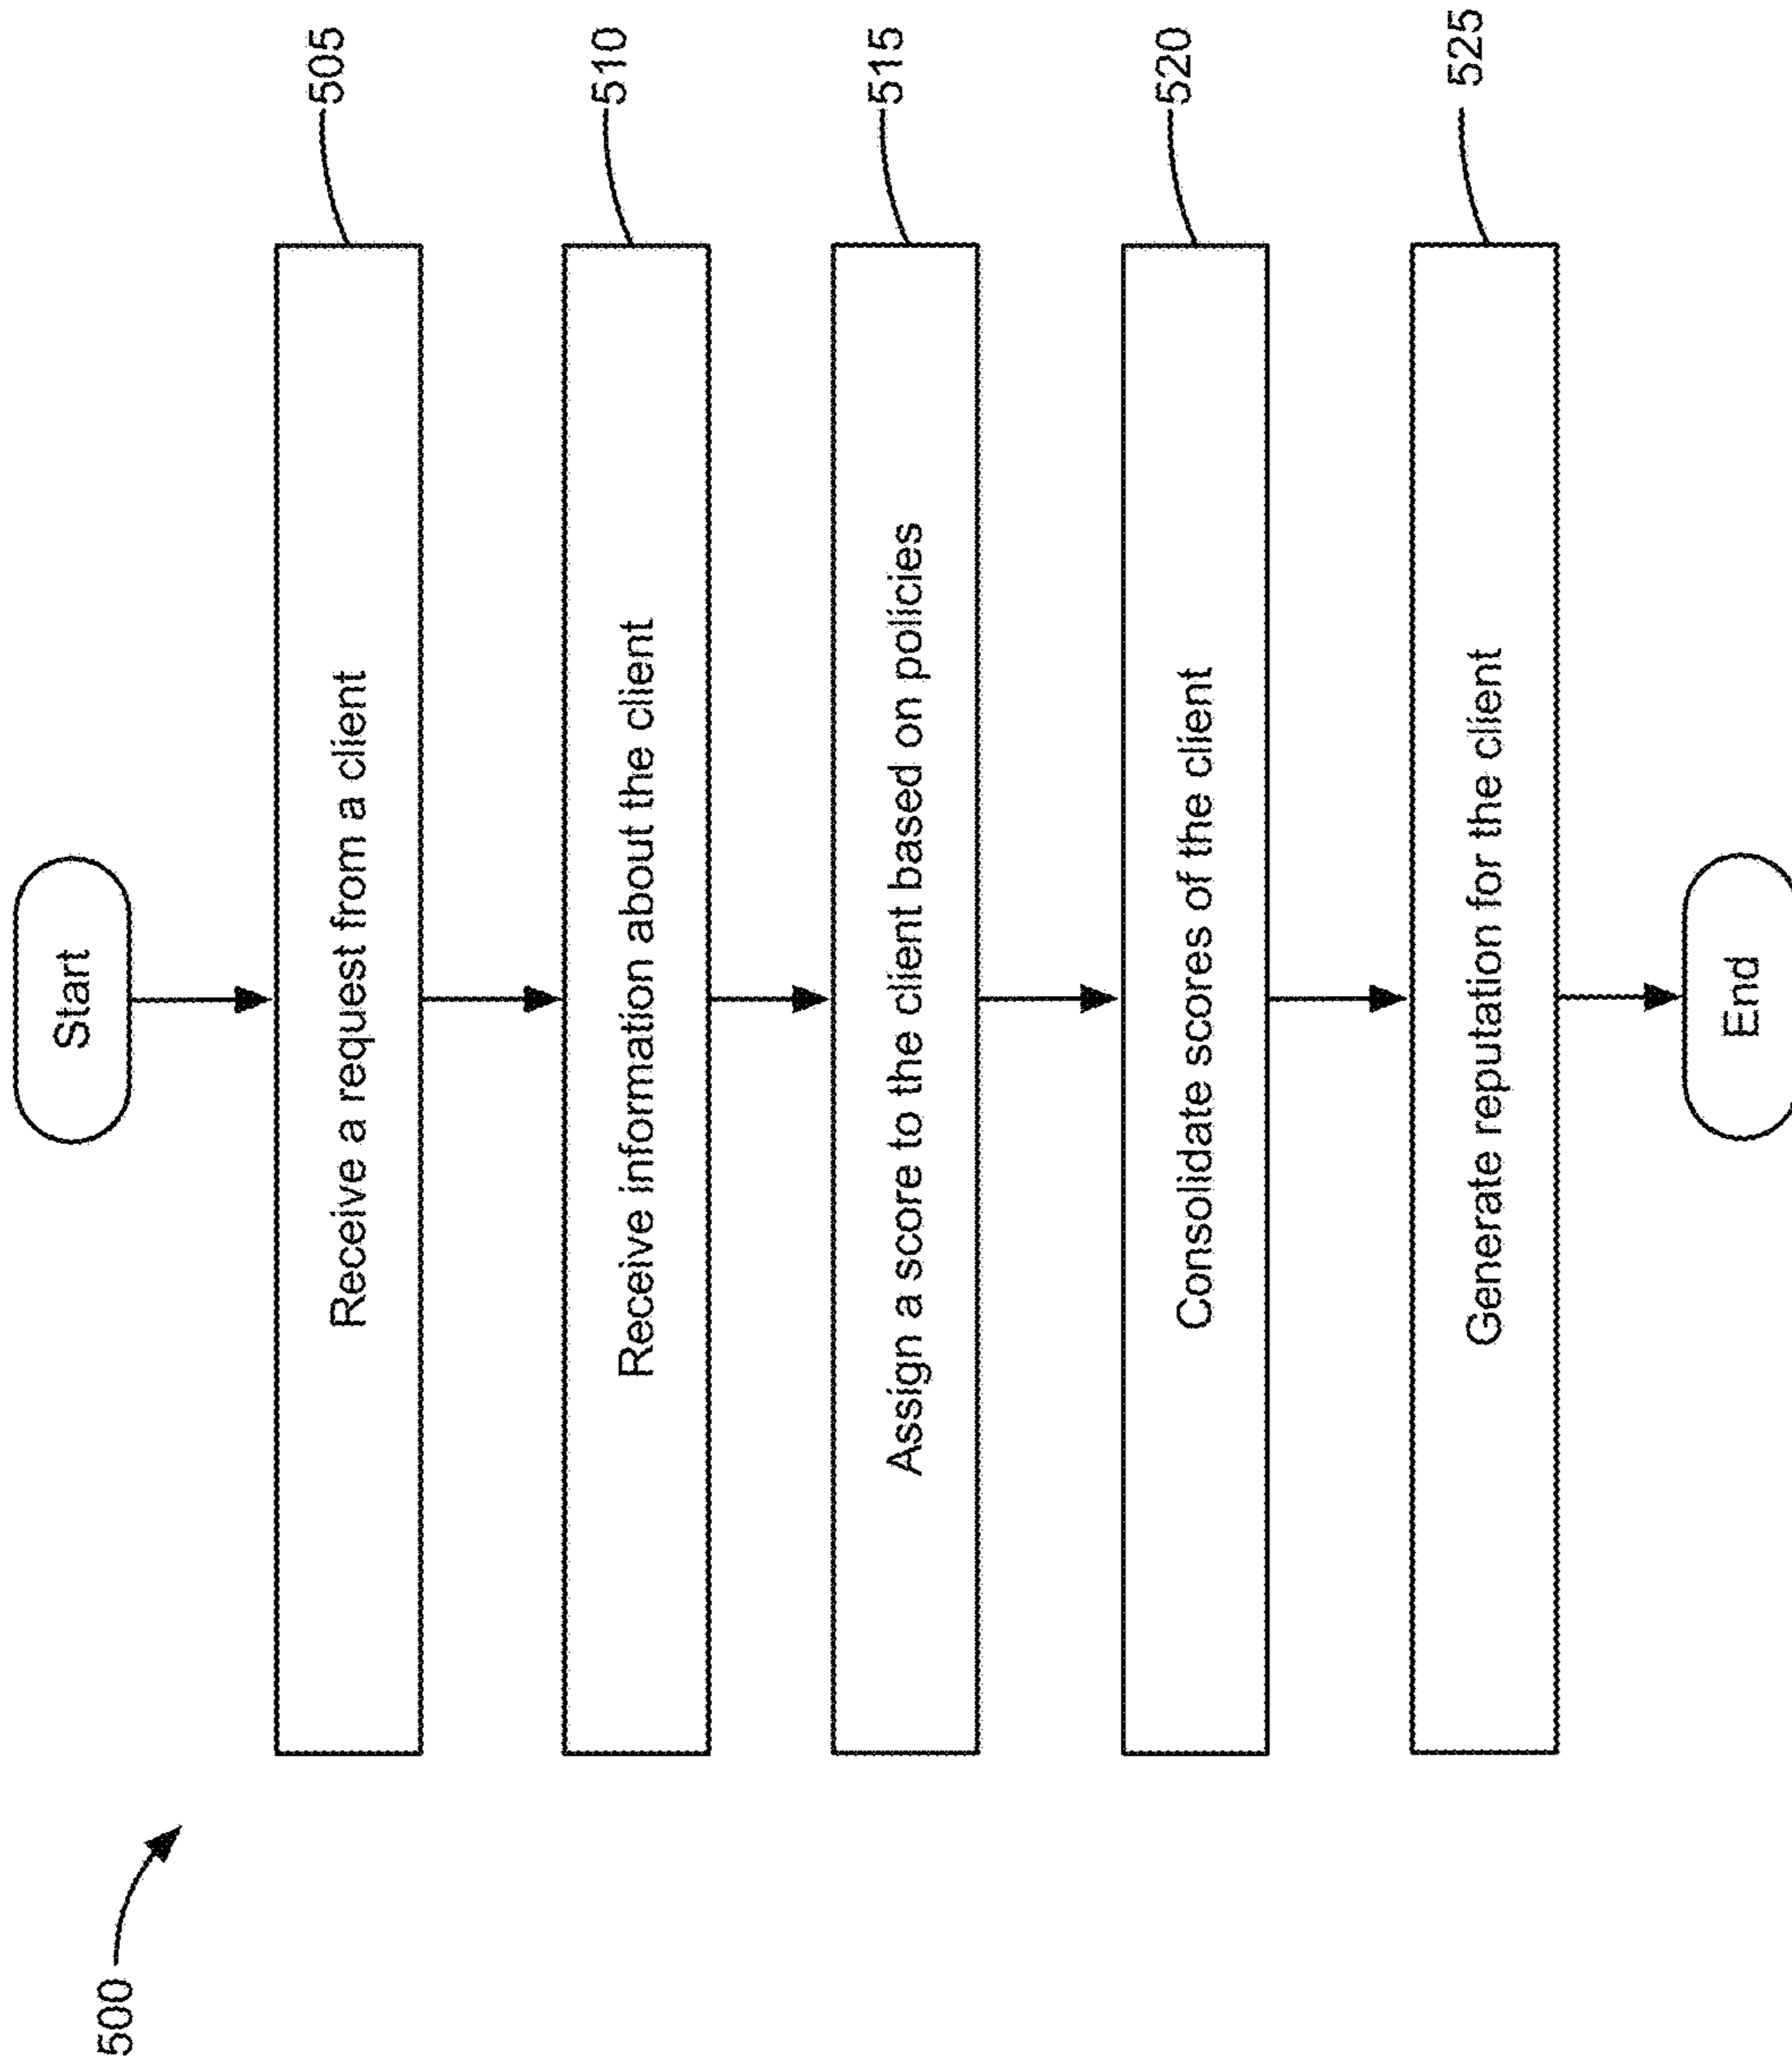 500
Start
Receive a request from a client
505
Receive information about the client
510
Assign a score to the client based on policies
515
Consolidate scores of the client
520
Generate reputation for the client
525
End